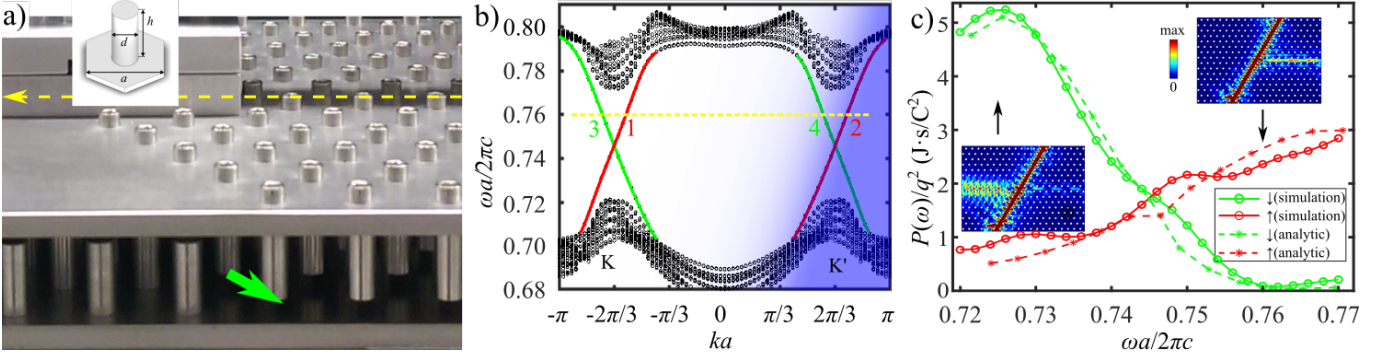 a)
h
d
a
b)
ωa/2πc
0.80
0.78
0.76
0.74
0.72
0.70
0.68
3
1
4
2
K
K'
-π
-2π/3
-π/3
0
π/3
2π/3
π
ka
c)
P(ω)/q² (J·s/C²)
5
4
3
2
1
0
max
0
↓(simulation)
↑(simulation)
↓(analytic)
↑(analytic)
0.72
0.73
0.74
0.75
0.76
0.77
ωa/2πc